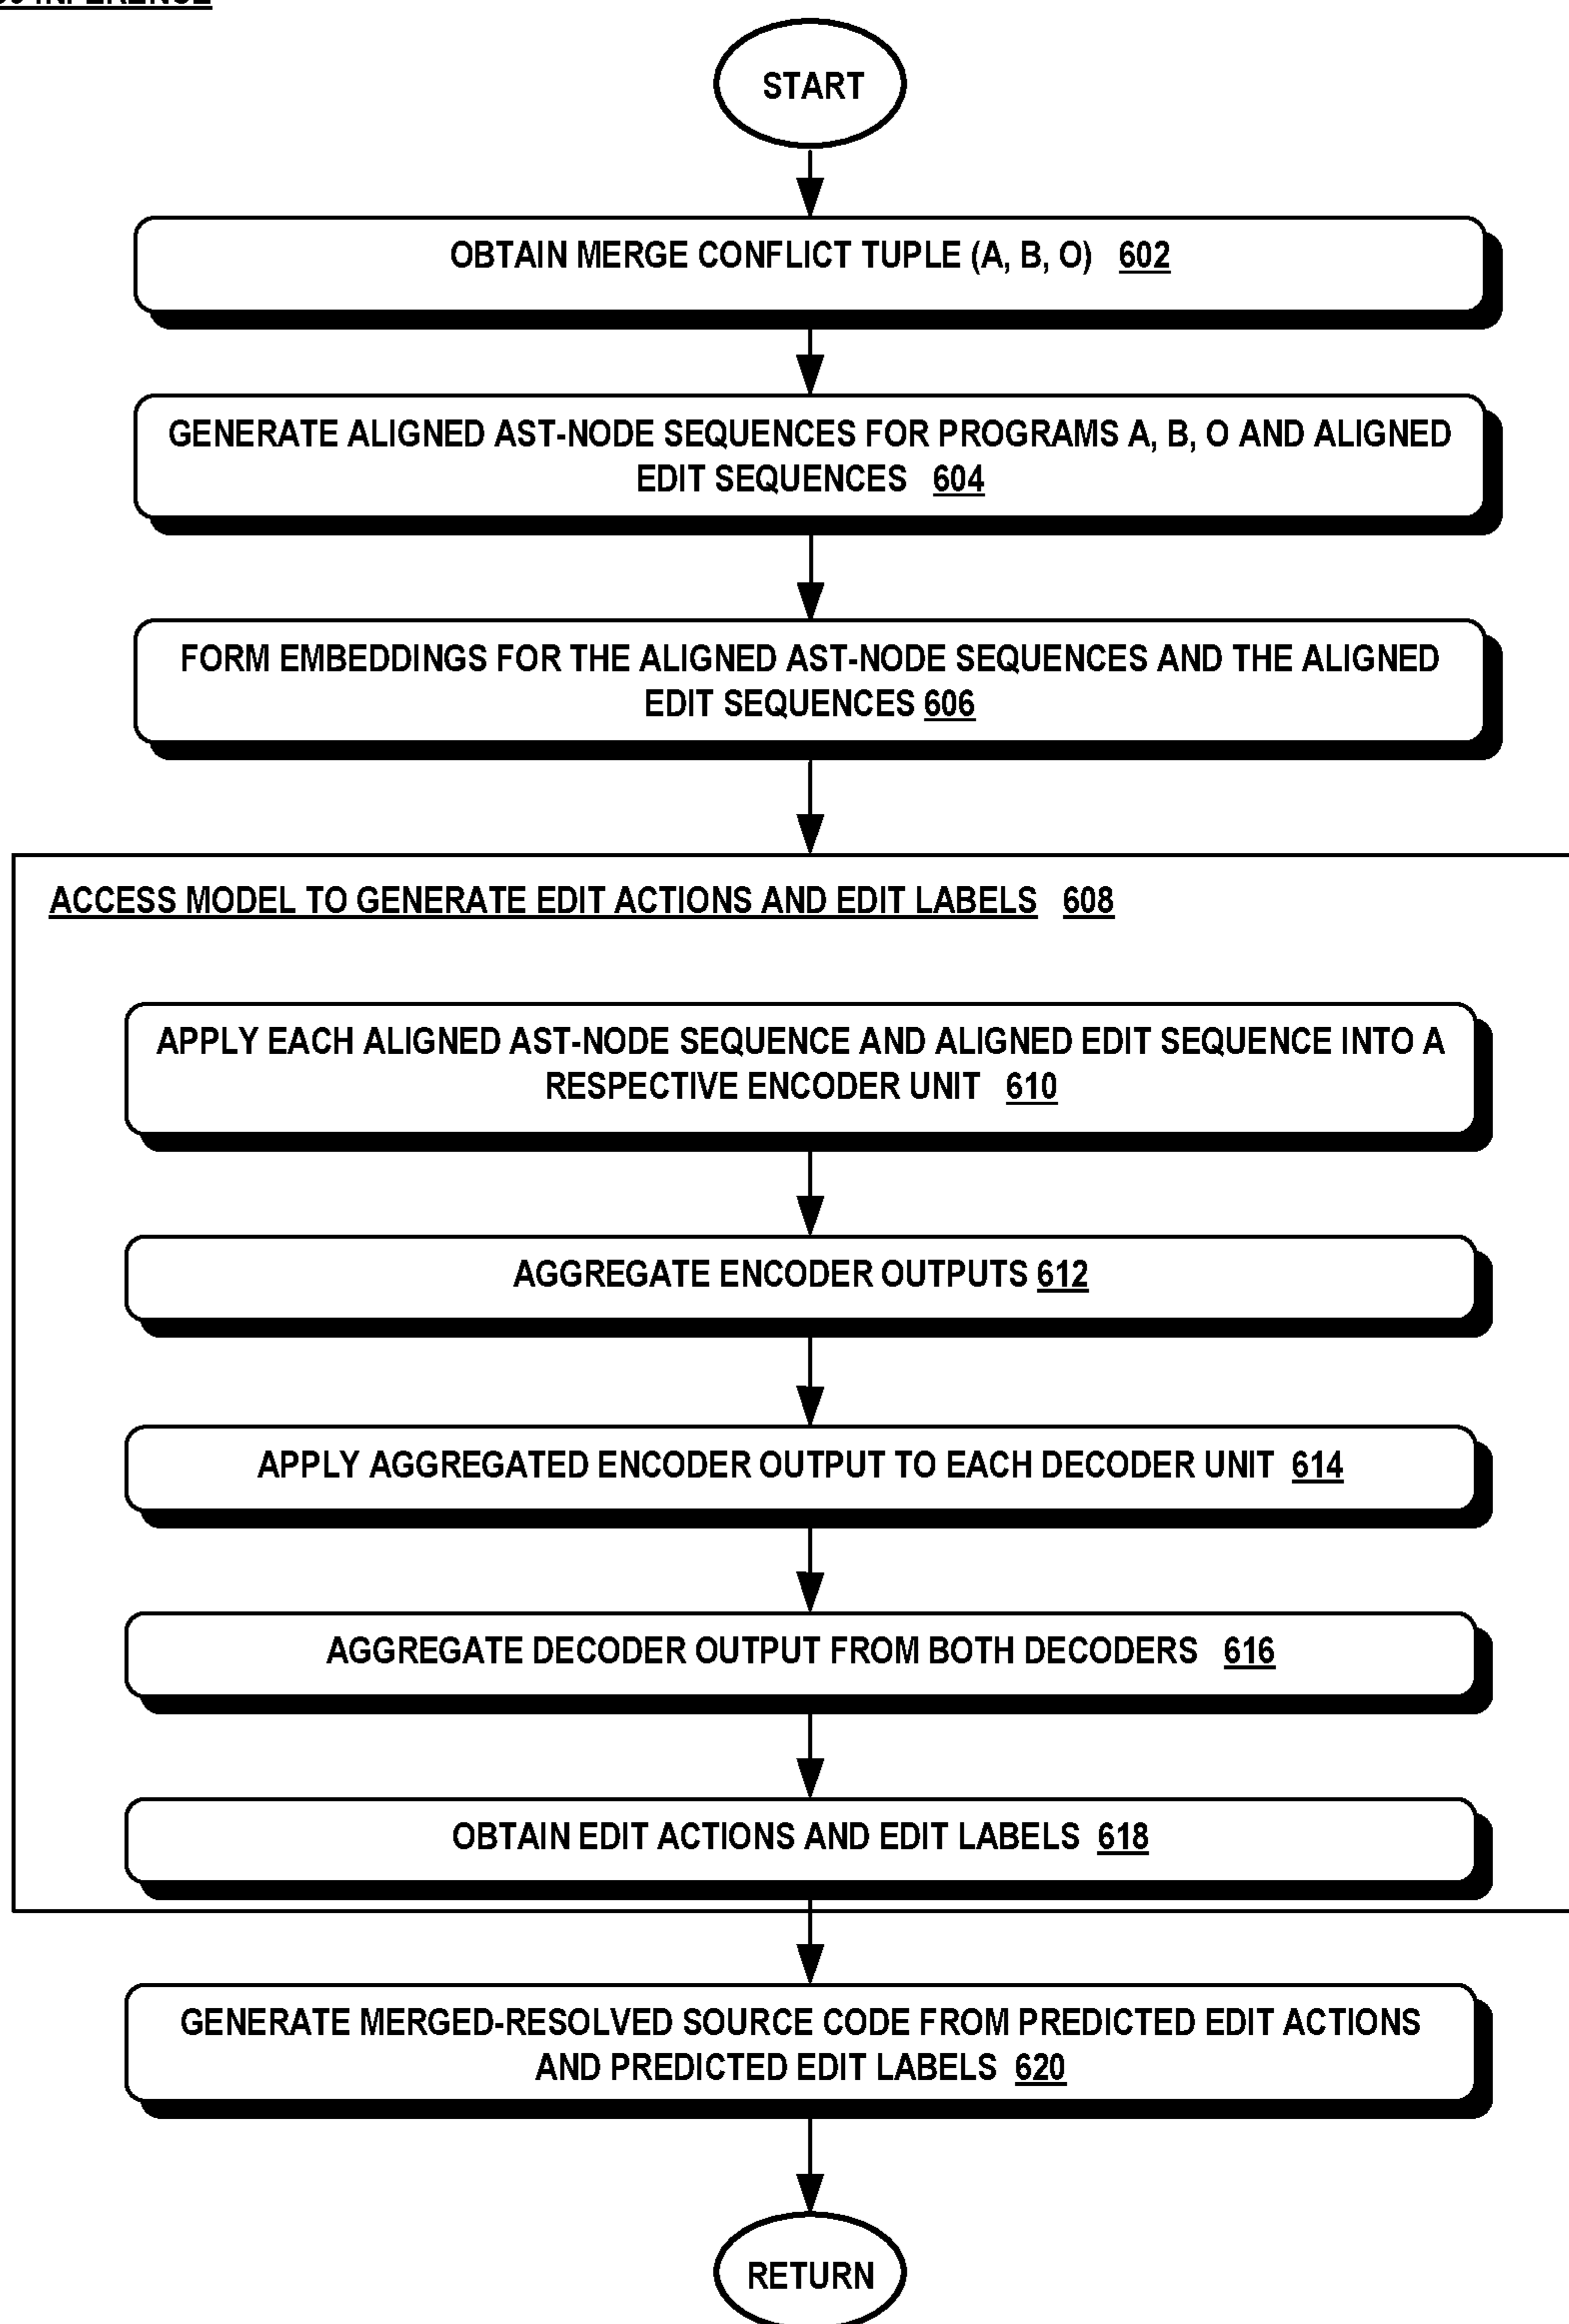 INFERENCE
START
OBTAIN MERGE CONFLICT TUPLE (A, B, O) 602
GENERATE ALIGNED AST-NODE SEQUENCES FOR PROGRAMS A, B, O AND ALIGNED
EDIT SEQUENCES 604
FORM EMBEDDINGS FOR THE ALIGNED AST-NODE SEQUENCES AND THE ALIGNED
EDIT SEQUENCES 606
ACCESS MODEL TO GENERATE EDIT ACTIONS AND EDIT LABELS 608
APPLY EACH ALIGNED AST-NODE SEQUENCE AND ALIGNED EDIT SEQUENCE INTO A
RESPECTIVE ENCODER UNIT 610
AGGREGATE ENCODER OUTPUTS 612
APPLY AGGREGATED ENCODER OUTPUT TO EACH DECODER UNIT 614
AGGREGATE DECODER OUTPUT FROM BOTH DECODERS 616
OBTAIN EDIT ACTIONS AND EDIT LABELS 618
GENERATE MERGED-RESOLVED SOURCE CODE FROM PREDICTED EDIT ACTIONS
AND PREDICTED EDIT LABELS 620
RETURN